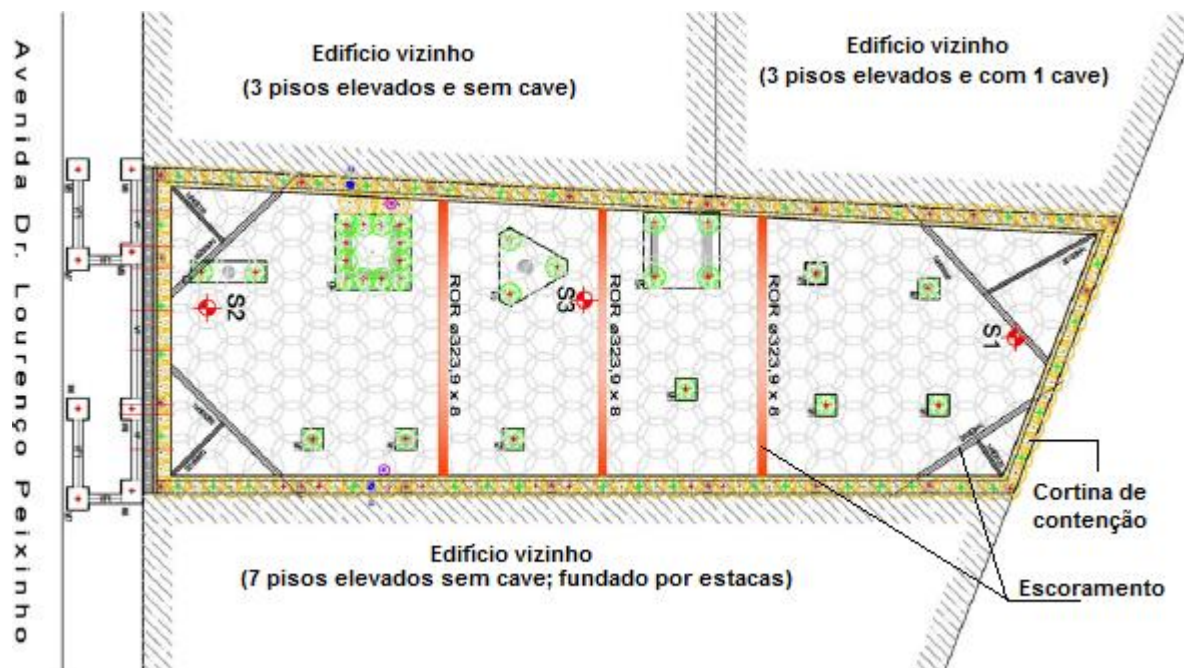 Avenida Dr. Lourenço Peixinho
Edifício vizinho
(3 pisos elevados e sem cave)
Edifício vizinho
(3 pisos elevados e com 1 cave)
S2
S3
S1
ROR ø323,9 x 8
ROR ø323,9 x 8
ROR ø323,9 x 8
Edifício vizinho
(7 pisos elevados sem cave; fundado por estacas)
Cortina de
contenção
Escoramento